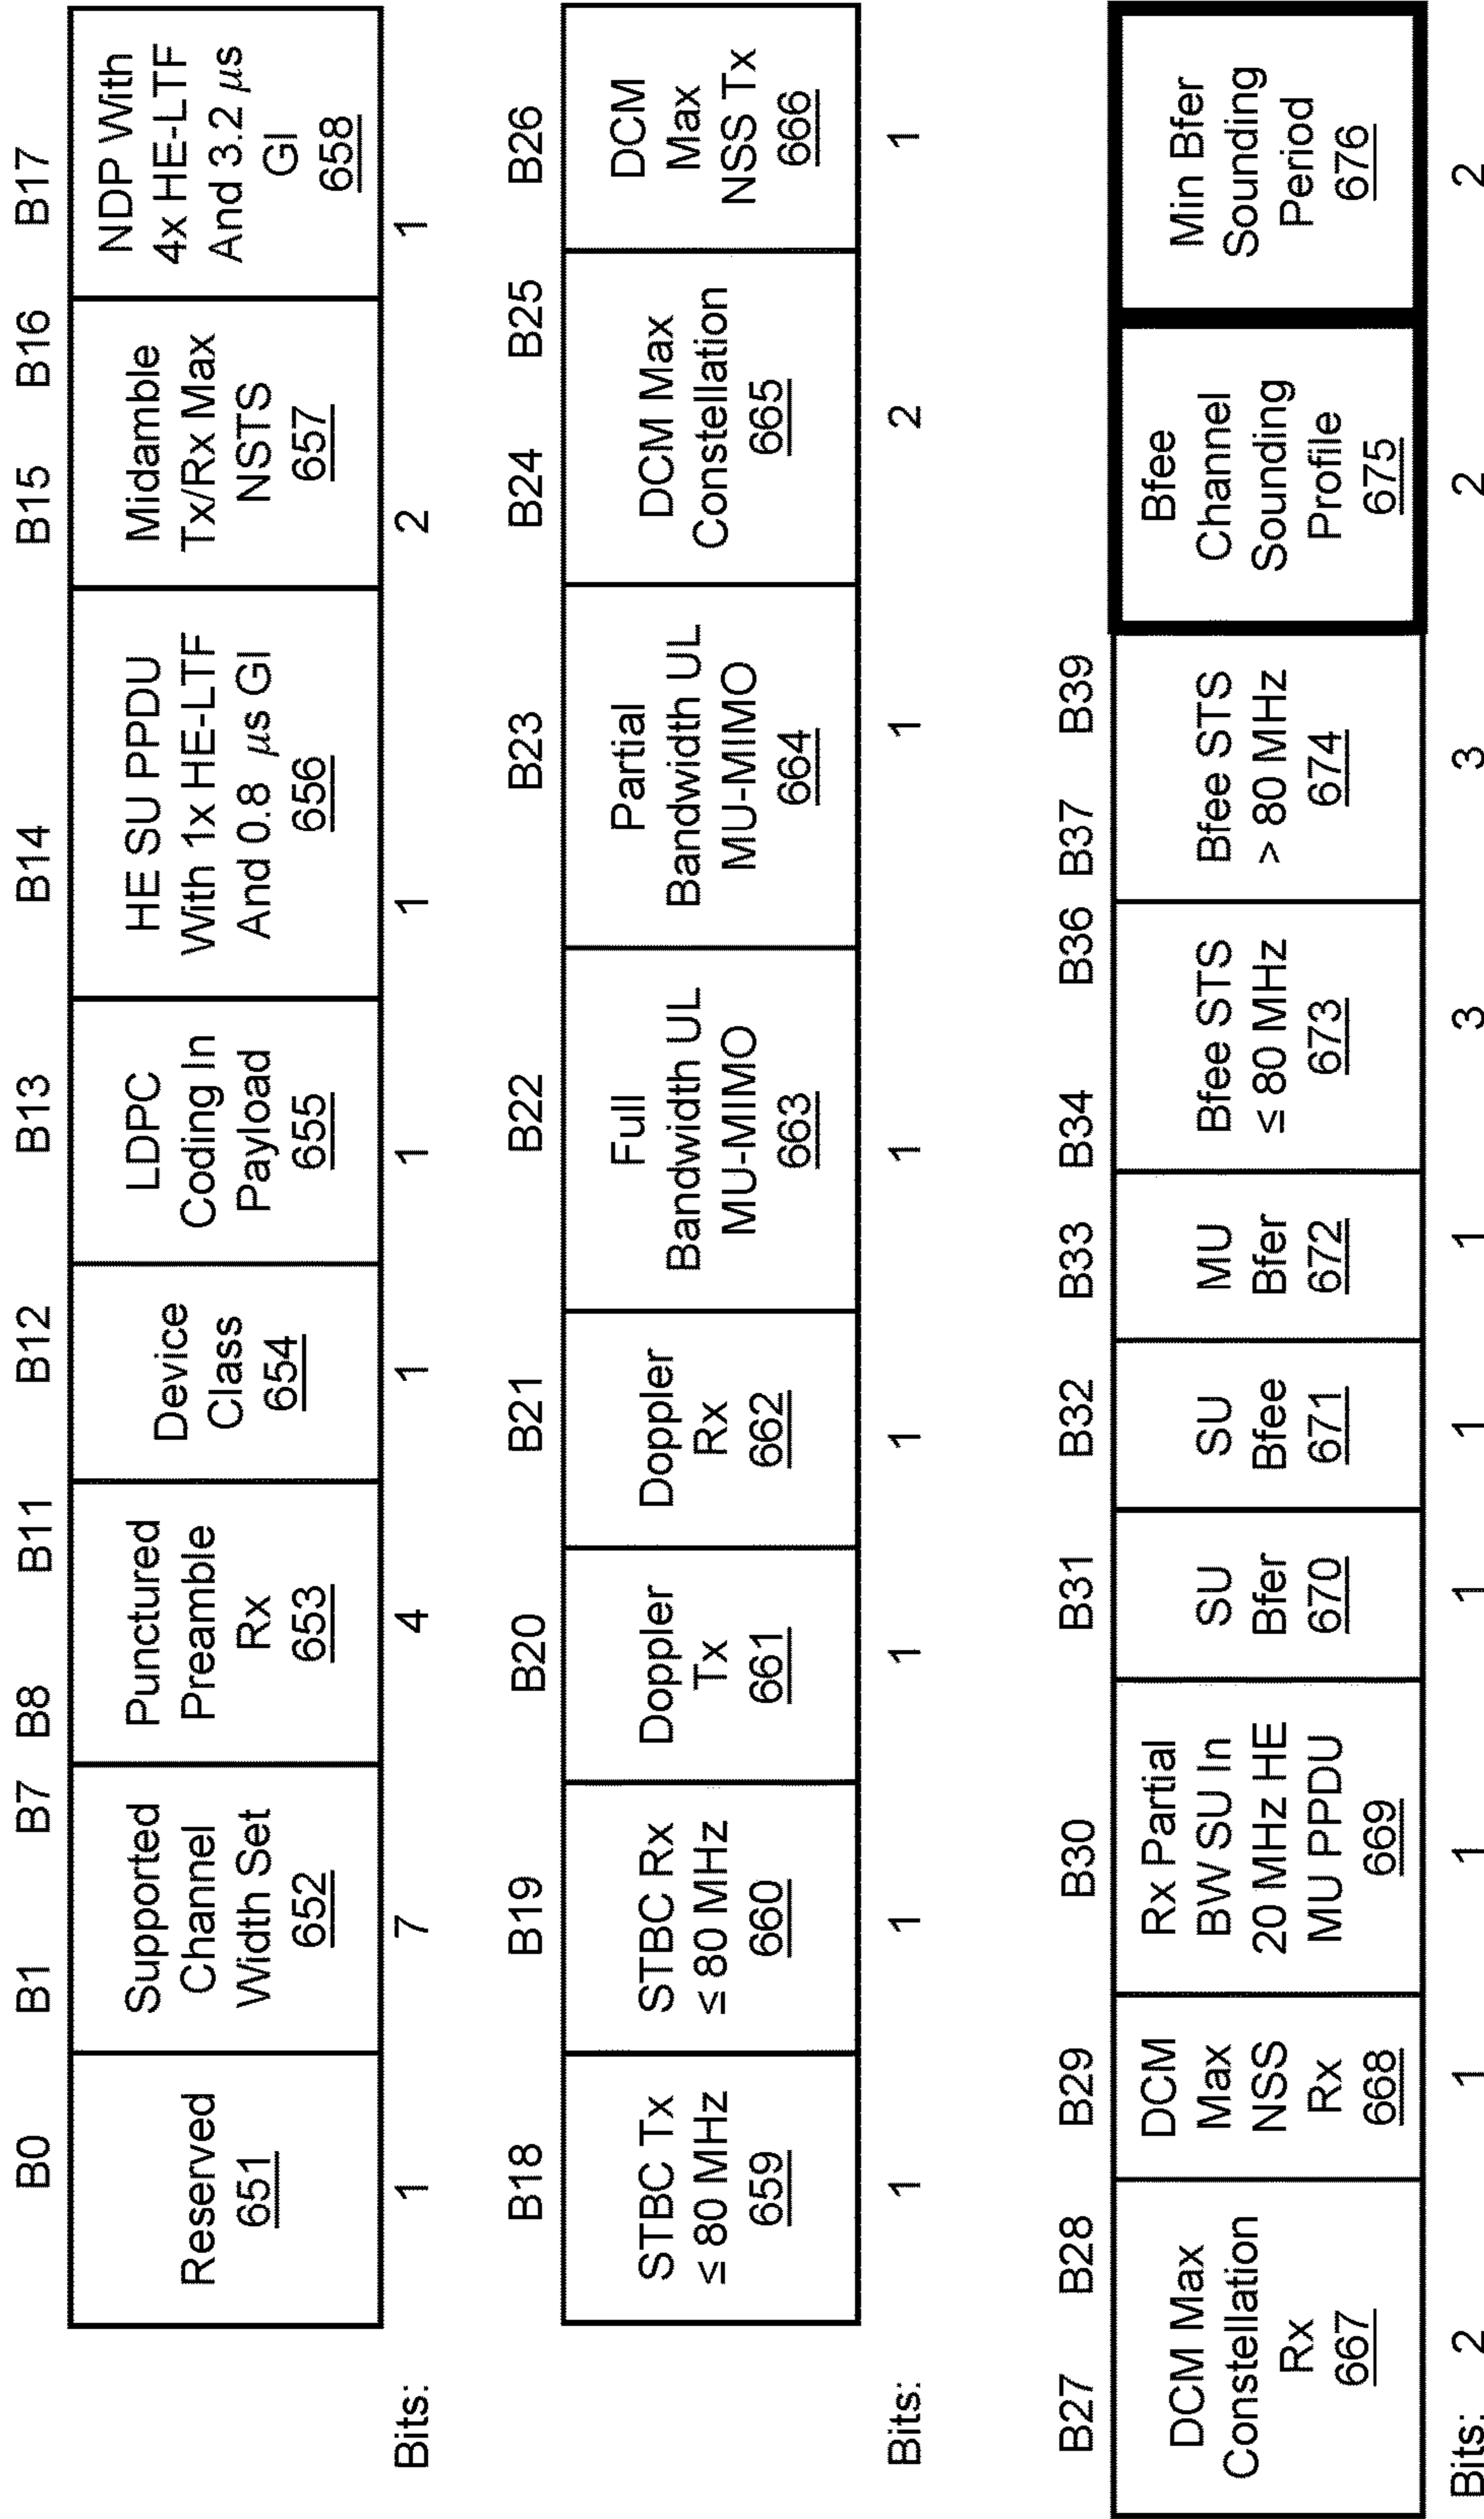 B0 B1 B7 B8 B11 B12 B13 B14 B15 B16 B17
Reserved
651
Supported
Channel
Width Set
652
Punctured
Preamble
Rx
653
Device
Class
654
LDPC
Coding In
Payload
655
HE SU PPDU
With 1x HE-LTF
And 0.8 µs GI
656
Midamble
Tx/Rx Max
NSTS
657
NDP With
4x HE-LTF
And 3.2 µs
GI
658
Bits: 1 7 4 1 1 1 2 1
B18 B19 B20 B21 B22 B23 B24 B25 B26
STBC Tx
≤ 80 MHz
659
STBC Rx
≤ 80 MHz
660
Doppler
Tx
661
Doppler
Rx
662
Full
Bandwidth UL
MU-MIMO
663
Partial
Bandwidth UL
MU-MIMO
664
DCM Max
Constellation
665
DCM
Max
NSS Tx
666
Bits: 1 1 1 1 1 1 2 1
B27 B28 B29 B30 B31 B32 B33 B34 B36 B37 B39
DCM Max
Constellation
Rx
667
DCM
Max
NSS
Rx
668
Rx Partial
BW SU In
20 MHz HE
MU PPDU
669
SU
Bfer
670
SU
Bfee
671
MU
Bfer
672
Bfee STS
≤ 80 MHz
673
Bfee STS
> 80 MHz
674
Bfee
Channel
Sounding
Profile
675
Min Bfer
Sounding
Period
676
Bits: 2 1 1 1 1 1 3 3 2 2